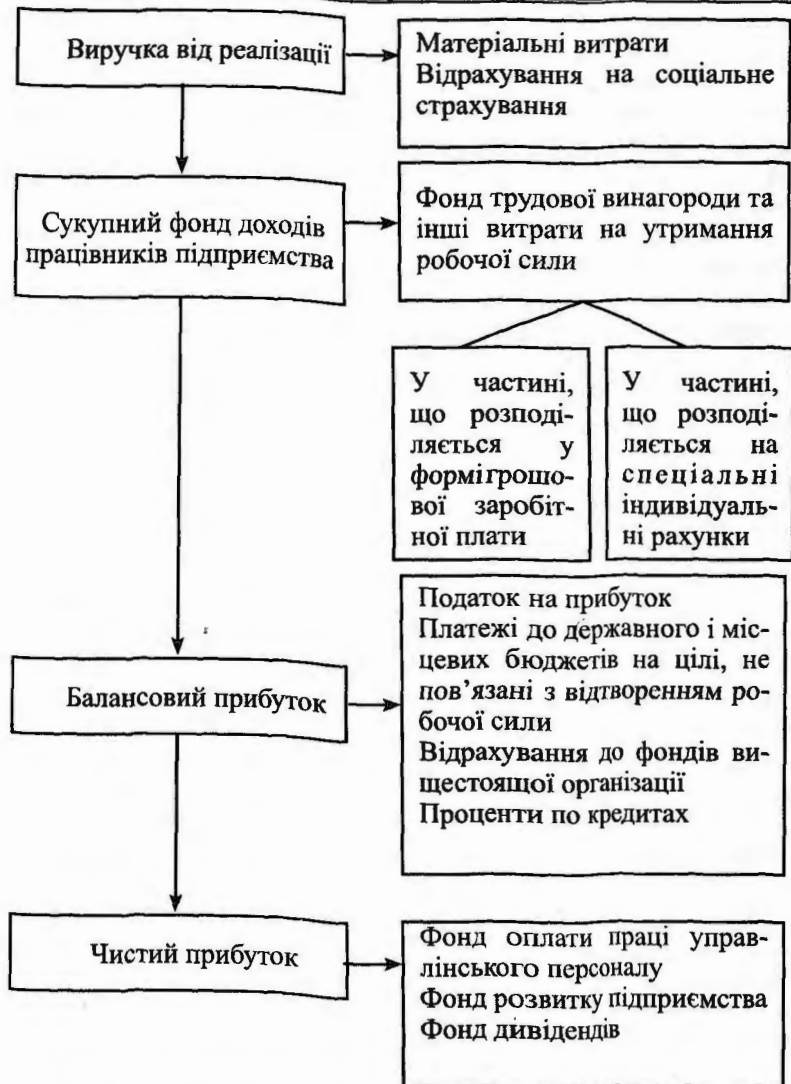 Виручка від реалізації
Матеріальні витрати
Відрахування на соціальне
страхування
Сукупний фонд доходів
працівників підприємства
Фонд трудової винагороди та
інші витрати на утримання
робочої сили
У частині,
що розподі-
ляється у
формігрошо-
вої заробіт-
ної плати
У частині,
що розподі-
ляється на
спеціальні
індивідуаль-
ні рахунки
Балансовий прибуток
Податок на прибуток
Платежі до державного і міс-
цевих бюджетів на цілі, не
пов’язані з відтворенням ро-
бочої сили
Відрахування до фондів ви-
щестоящої організації
Проценти по кредитах
Чистий прибуток
Фонд оплати праці управ-
лінського персоналу
Фонд розвитку підприємства
Фонд дивідендів